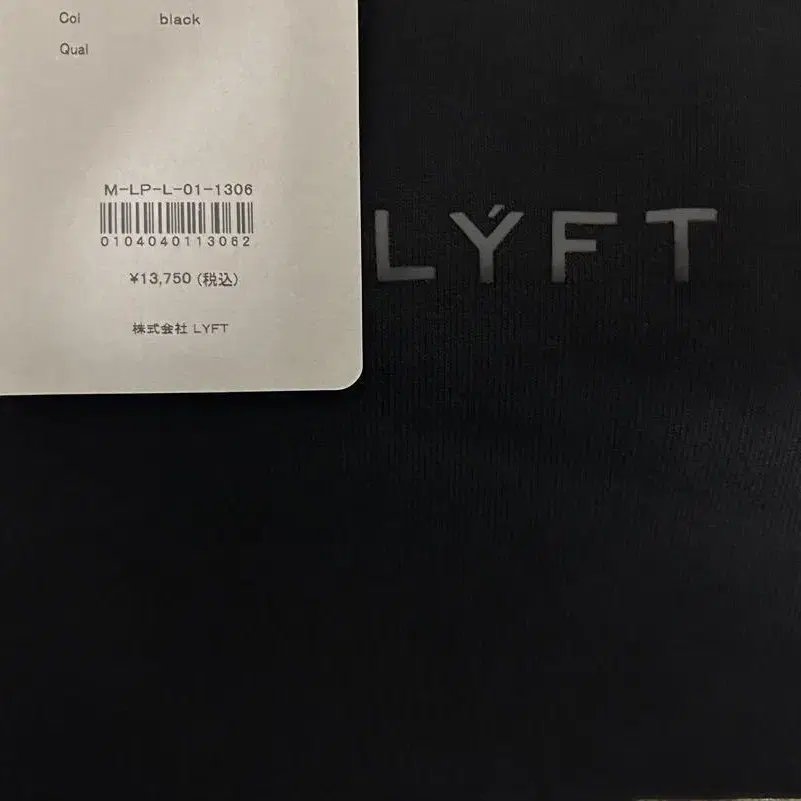 Col black
Qual
M-LP-L-01-1306
0104040113062
¥13,750 (税込)
株式会社 LYFT
LÝFT